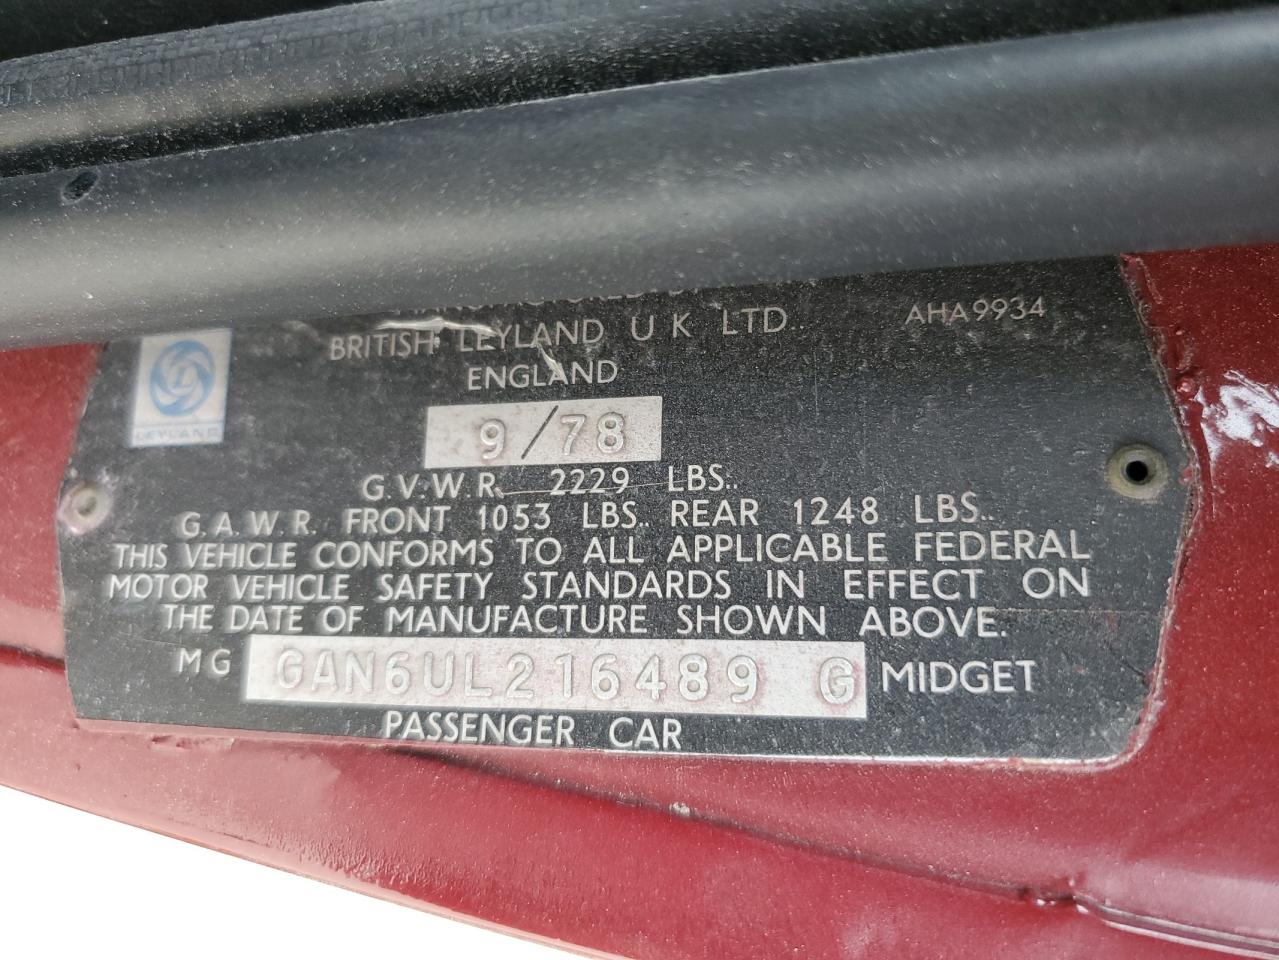 BRITISH LEYLAND U K LTD..
AHA9934
LEYLAND
ENGLAND
9/78
G.V.W.R. 2229 LBS..
G.A.W.R. FRONT 1053 LBS.. REAR 1248 LBS..
THIS VEHICLE CONFORMS TO ALL APPLICABLE FEDERAL
MOTOR VEHICLE SAFETY STANDARDS IN EFFECT ON
THE DATE OF MANUFACTURE SHOWN ABOVE.
MG GAN6UL216489 G MIDGET
PASSENGER CAR